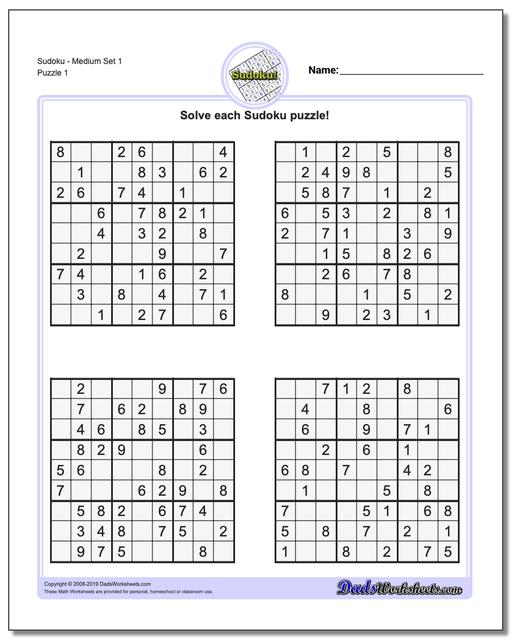 Sudoku - Medium Set 1
Puzzle 1
Sudoku!
Name:
Solve each Sudoku puzzle!
8 2 6 4
1 8 3 6 2
2 6 7 4 1
6 7 8 2 1
4 3 2 8
2 9 7
7 4 1 6 2
3 8 4 7 1
1 2 7 6
1 2 5 8
2 4 9 8 5
5 8 7 1 2
6 5 3 2 8 1
2 7 1 3 9
1 5 8 2 6
2 6 7 8
8 1 5 2
9 2 3 1
2 9 7 6
7 6 2 8 9
4 6 8 5 3
8 2 9 6
5 6 8 2
7 6 2 9 8
5 8 2 6 7 4
3 4 8 7 5 2
9 7 5 8
7 1 2 8
4 8 6
6 9 7 1
2 6 1
6 8 7 4 2
1 5 8
7 5 1 6 8
5 8 7 2 1
1 8 2 7 5
Copyright © 2008-2019 DadsWorksheets.com
These Math Worksheets are provided for personal, homeschool or classroom use.
DadsWorksheets.com